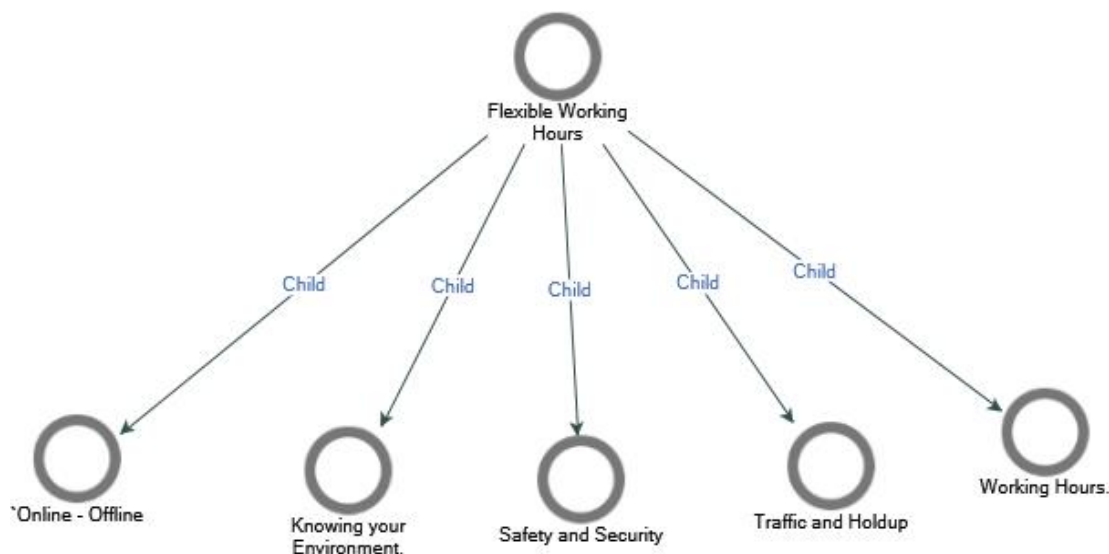 Flexible Working
Hours
Child
Child
Child
Child
Child
`Online - Offline
Knowing your
Environment.
Safety and Security
Traffic and Holdup
Working Hours.